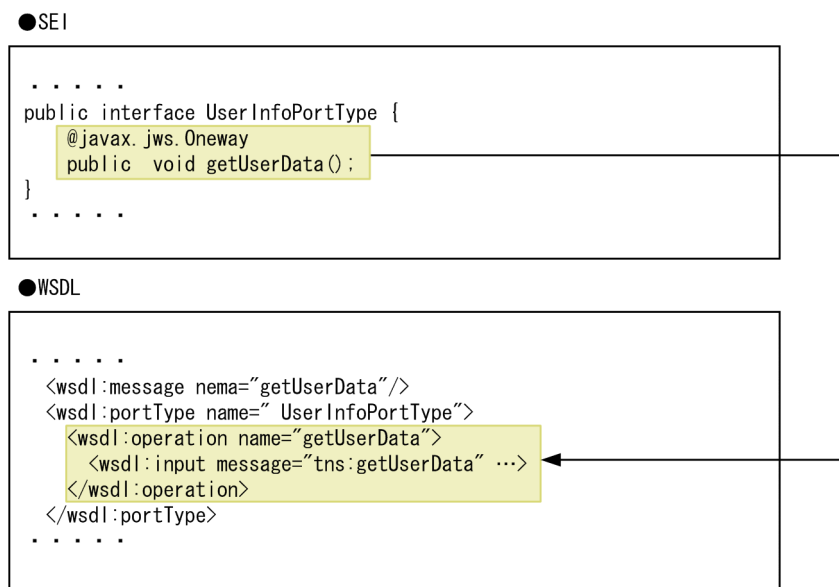 ●SEI
・・・・・
public interface UserInfoPortType {
@javax.jws.Oneway
public  void getUserData();
}
・・・・・
●WSDL
・・・・・
<wsdl:message nema="getUserData"/>
<wsdl:portType name=" UserInfoPortType">
<wsdl:operation name="getUserData">
<wsdl:input message="tns:getUserData" …>
</wsdl:operation>
</wsdl:portType>
・・・・・